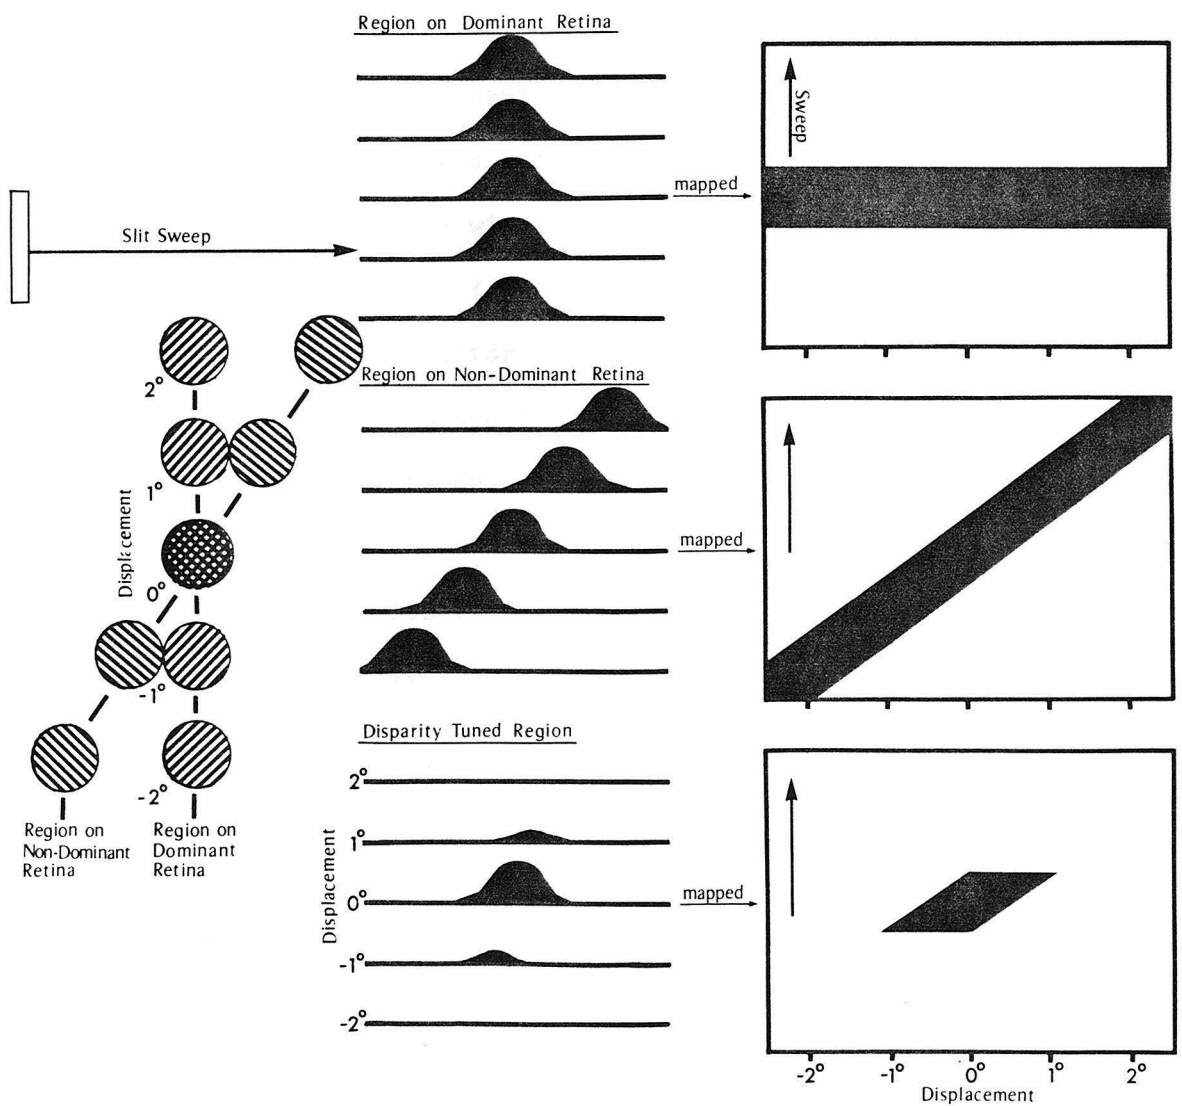 Region on Dominant Retina
Sweep
mapped
Slit Sweep
2°
1°
Displacement
0°
-1°
-2°
Region on
Non-Dominant
Retina
Region on
Dominant
Retina
Region on Non-Dominant Retina
mapped
Disparity Tuned Region
2°
1°
Displacement
0°
-1°
-2°
mapped
-2° -1° 0° 1° 2°
Displacement